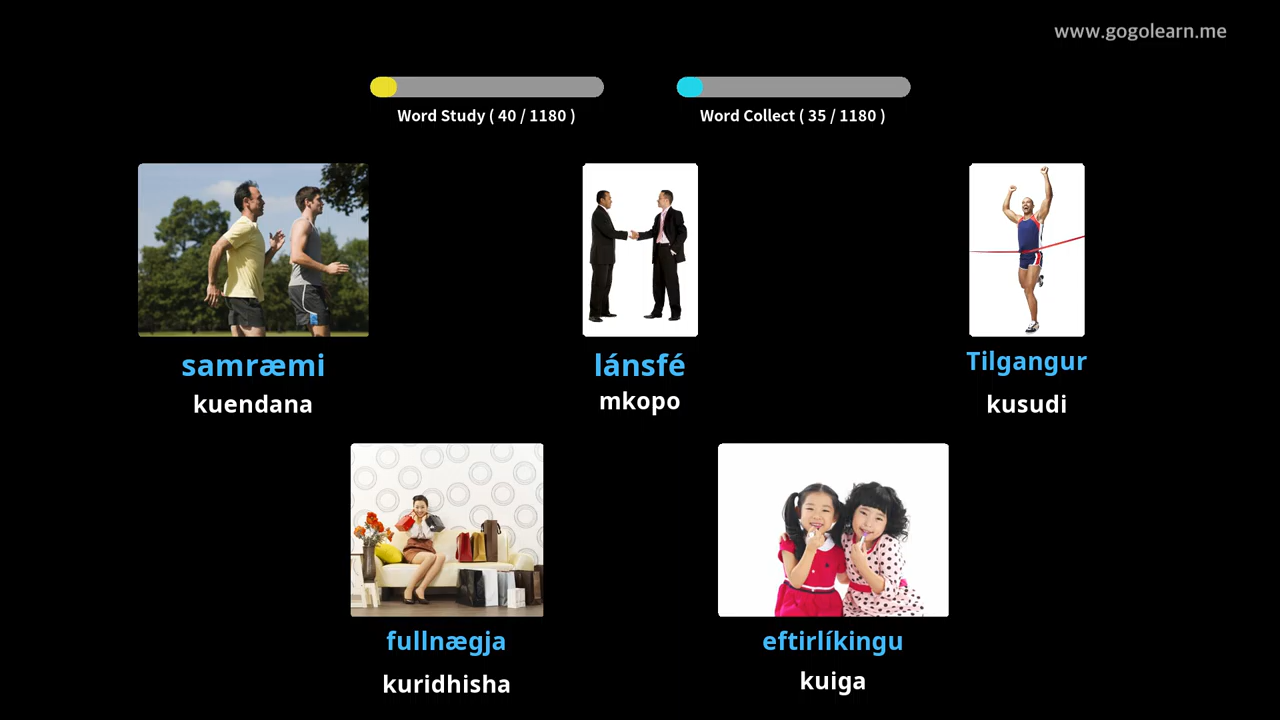 www.gogolearn.me
Word Study ( 40 / 1180 )
Word Collect ( 35 / 1180 )
samræmi
kuendana
lánsfé
mkopo
Tilgangur
kusudi
fullnægja
kuridhisha
eftirlíkingu
kuiga